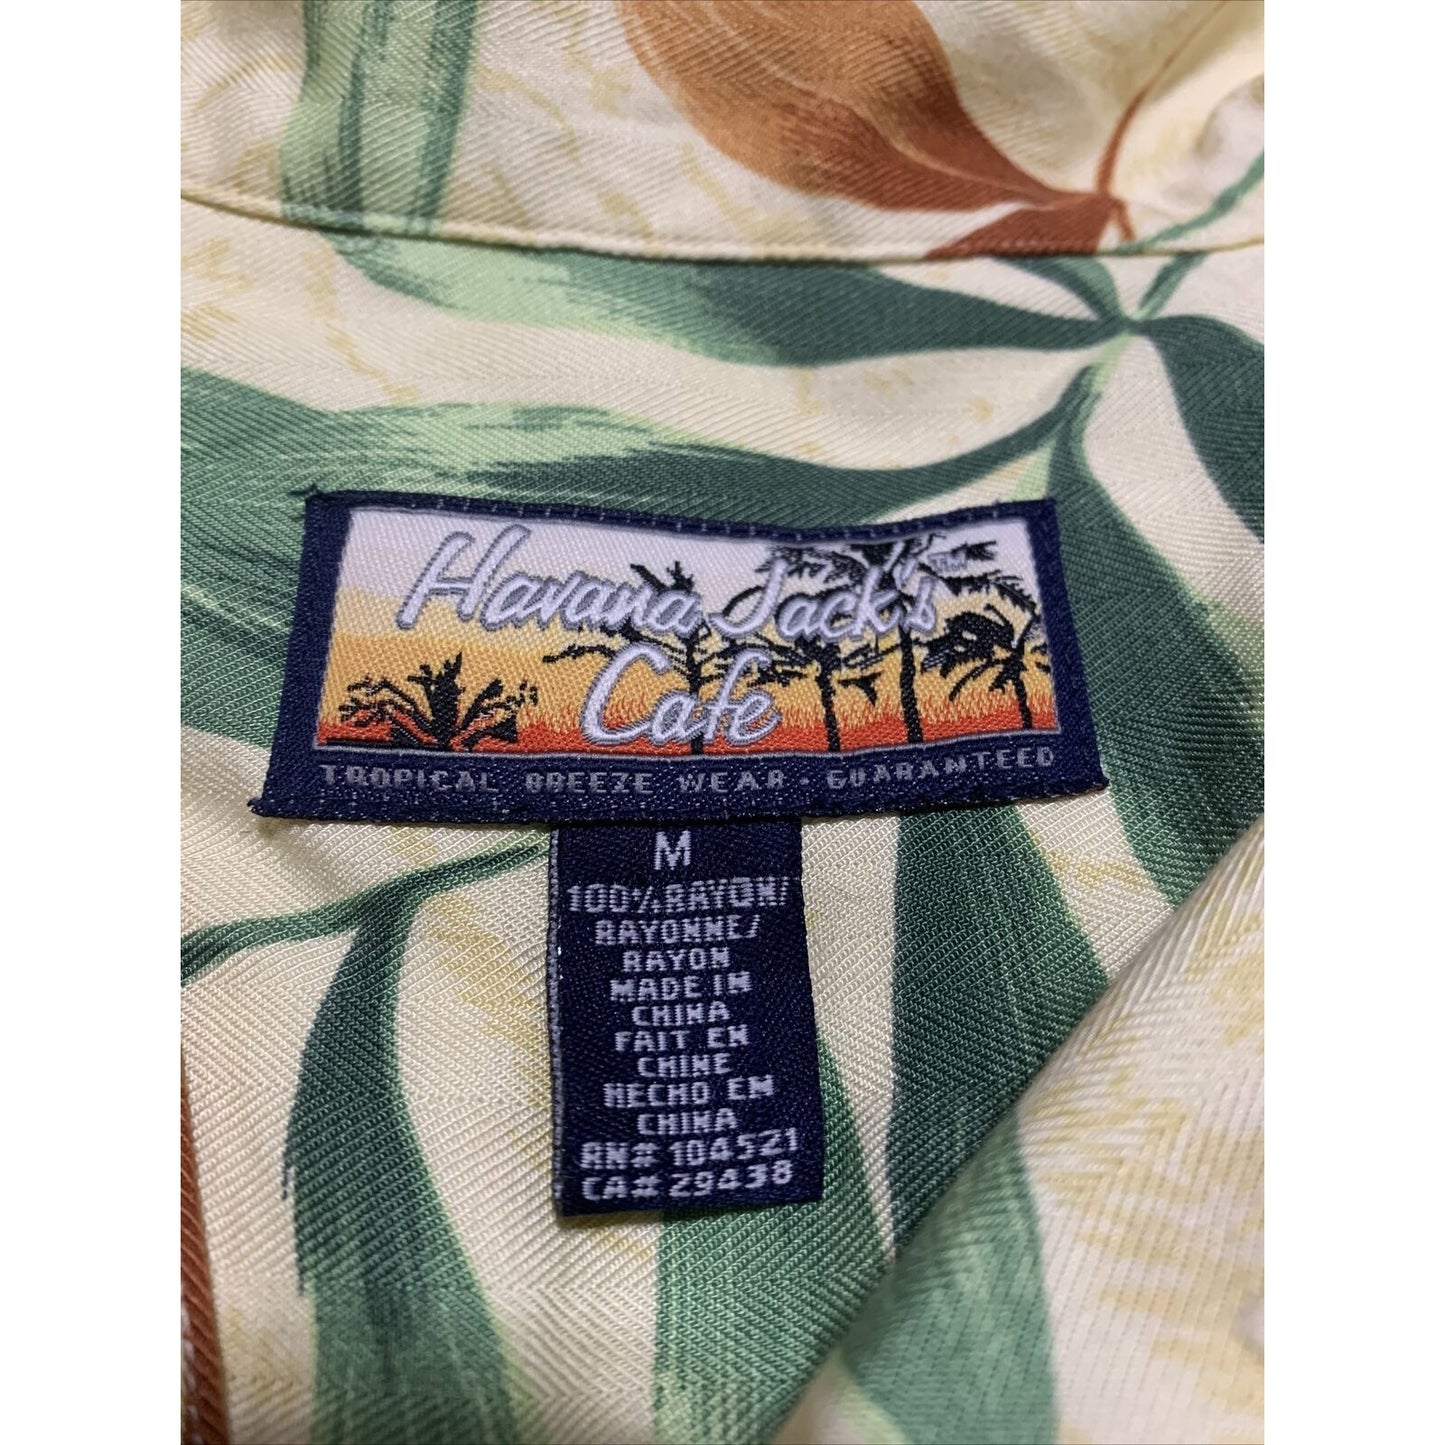 Havana Jack's™
Cafe
TROPICAL BREEZE WEAR · GUARANTEED
M
100%RAYON/
RAYONNE/
RAYON
MADE IN
CHINA
FAIT EN
CHINE
HECHO EN
CHINA
RN# 104521
CA# 29438